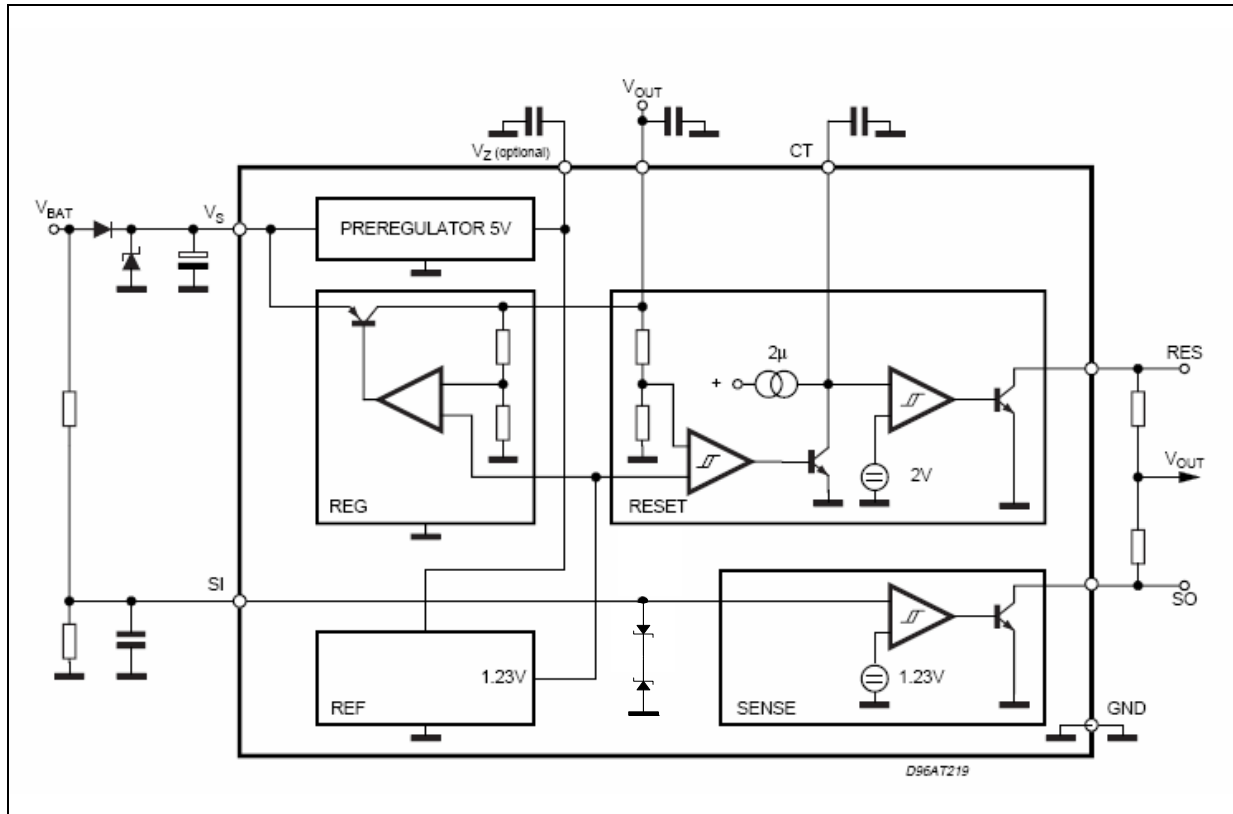 VOUT
VZ (optional)
CT
VBAT
VS
PREREGULATOR 5V
2µ
+
RES
2V
VOUT
REG
RESET
SI
SO
1.23V
1.23V
REF
SENSE
GND
D96AT219